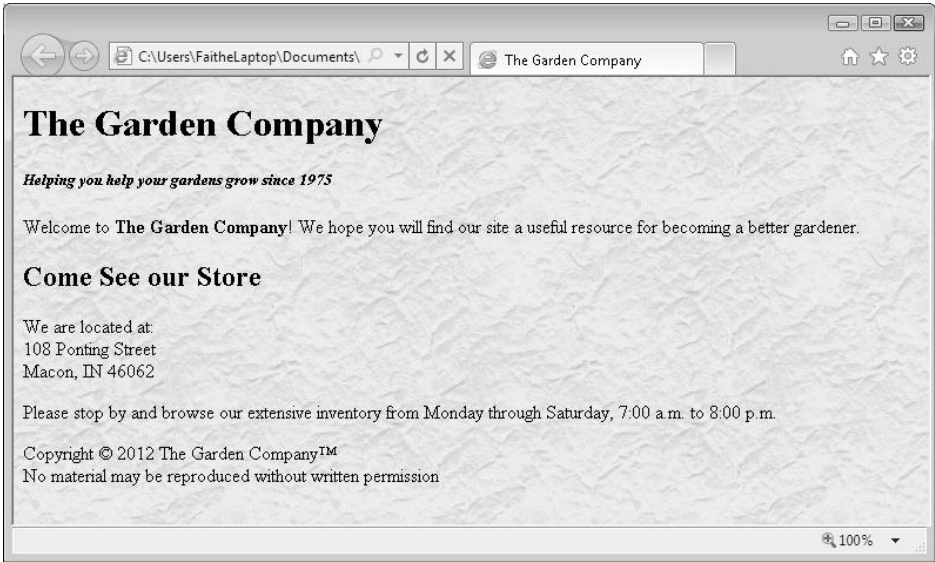 C:\Users\FaitheLaptop\Documents\
The Garden Company
The Garden Company
Helping you help your gardens grow since 1975
Welcome to The Garden Company! We hope you will find our site a useful resource for becoming a better gardener.
Come See our Store
We are located at:
108 Ponting Street
Macon, IN 46062
Please stop by and browse our extensive inventory from Monday through Saturday, 7:00 a.m. to 8:00 p.m.
Copyright © 2012 The Garden Company™
No material may be reproduced without written permission
100%